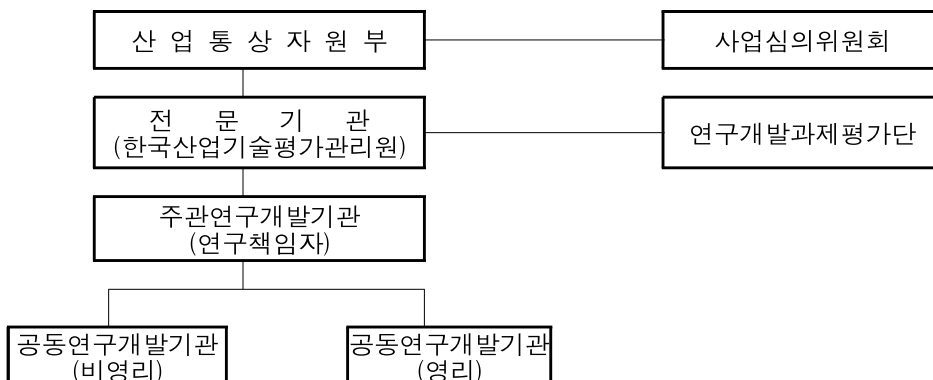 산 업 통 상 자 원 부
사업심의위원회
전 문 기 관
(한국산업기술평가관리원)
연구개발과제평가단
주관연구개발기관
(연구책임자)
공동연구개발기관
(비영리)
공동연구개발기관
(영리)